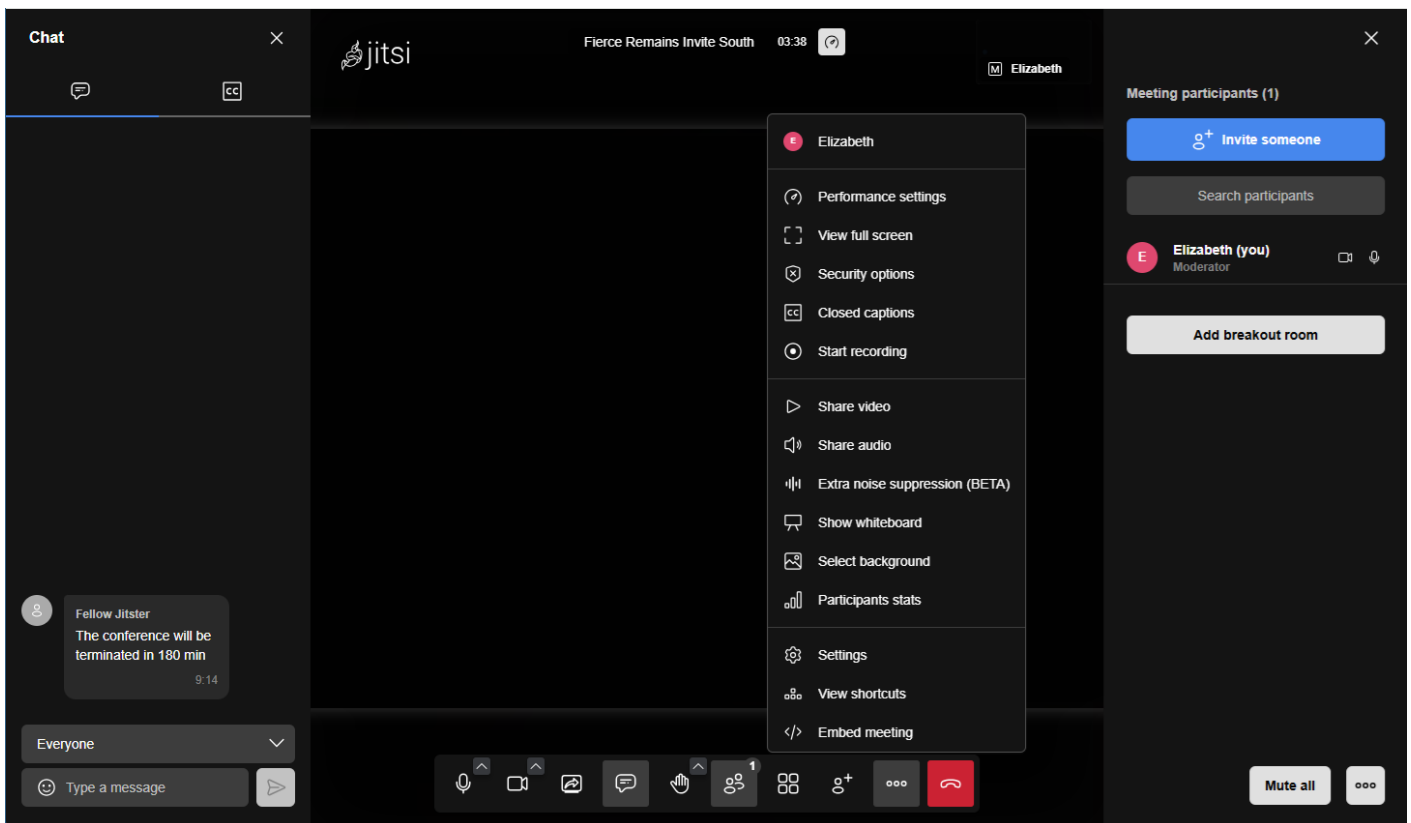 Chat
CC
Fellow Jitster
The conference will be
terminated in 180 min
9:14
Everyone
Type a message
jitsi
Fierce Remains Invite South 03:38
M Elizabeth
E Elizabeth
Performance settings
View full screen
Security options
CC Closed captions
Start recording
Share video
Share audio
Extra noise suppression (BETA)
Show whiteboard
Select background
Participants stats
Settings
View shortcuts
</> Embed meeting
1
Meeting participants (1)
Invite someone
Search participants
E Elizabeth (you)
Moderator
Add breakout room
Mute all